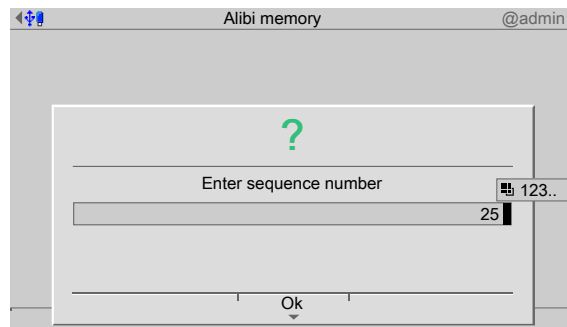 Alibi memory
@admin
?
Enter sequence number
123..
25
Ok